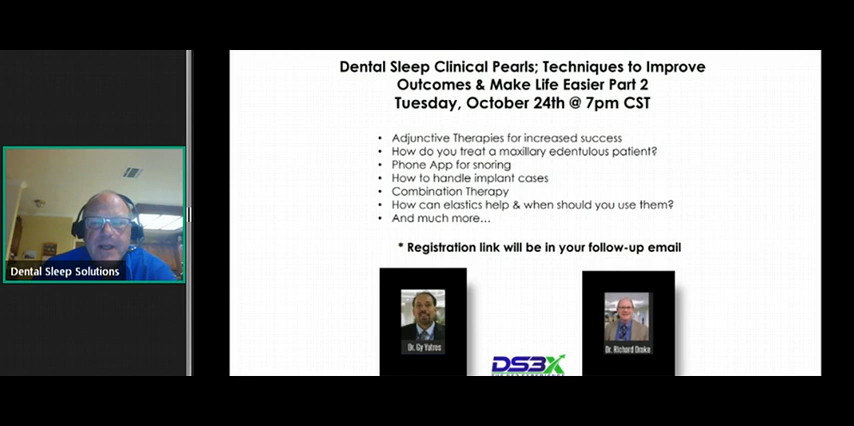 Dental Sleep Clinical Pearls; Techniques to Improve
Outcomes & Make Life Easier Part 2
Tuesday, October 24th @ 7pm CST
• Adjunctive Therapies for increased success
• How do you treat a maxillary edentulous patient?
• Phone App for snoring
• How to handle implant cases
• Combination Therapy
• How can elastics help & when should you use them?
• And much more...
* Registration link will be in your follow-up email
Dental Sleep Solutions
Dr. Gy Yatros
Dr. Richard Drake
DS3X